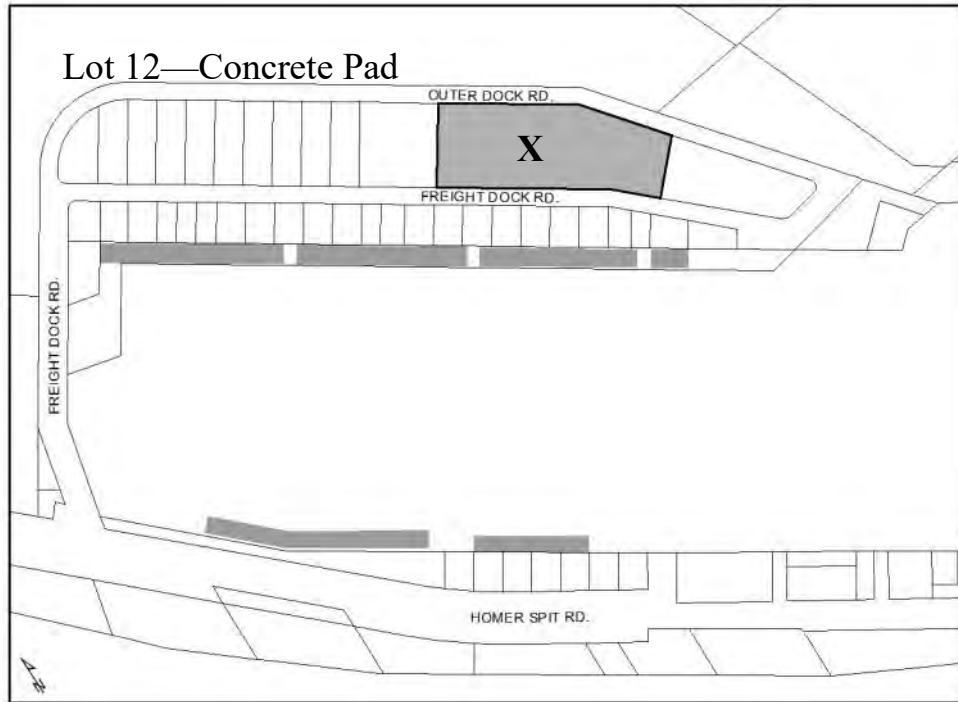 Lot 12—Concrete Pad
OUTER DOCK RD.
X
FREIGHT DOCK RD.
FREIGHT DOCK RD.
HOMER SPIT RD.
N